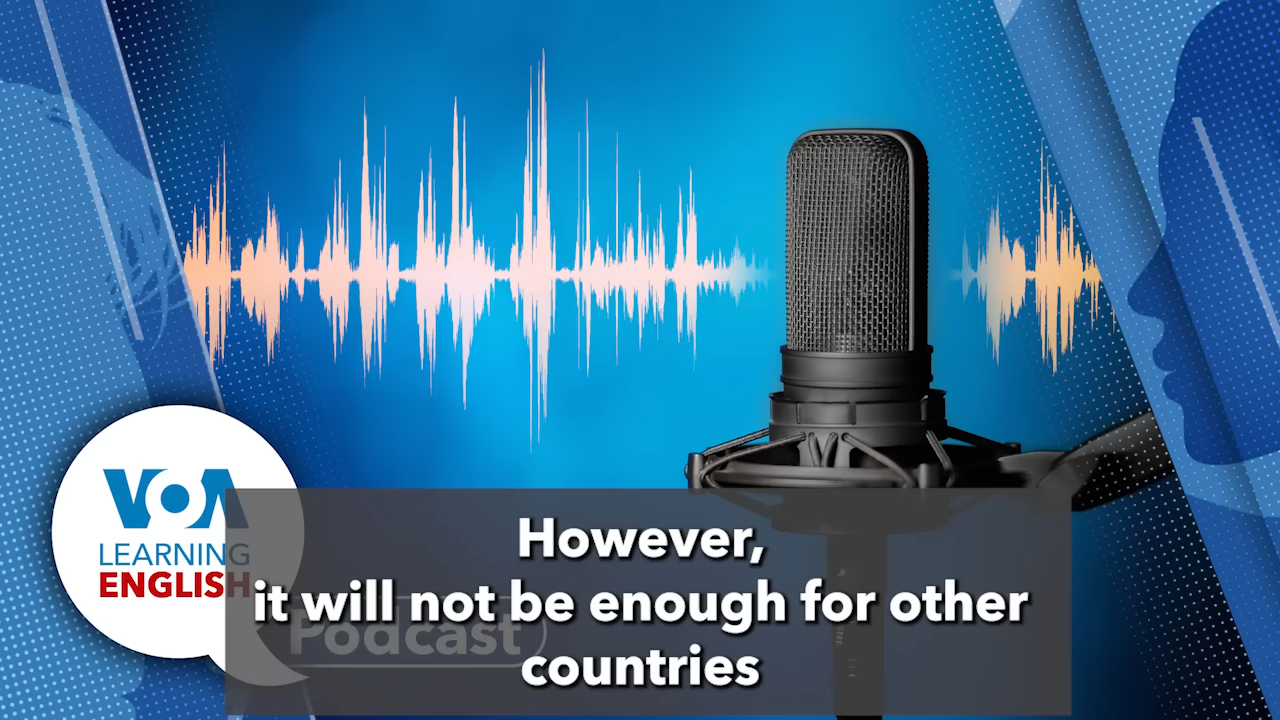 VOA
LEARNING
ENGLISH
Podcast
However,
it will not be enough for other
countries